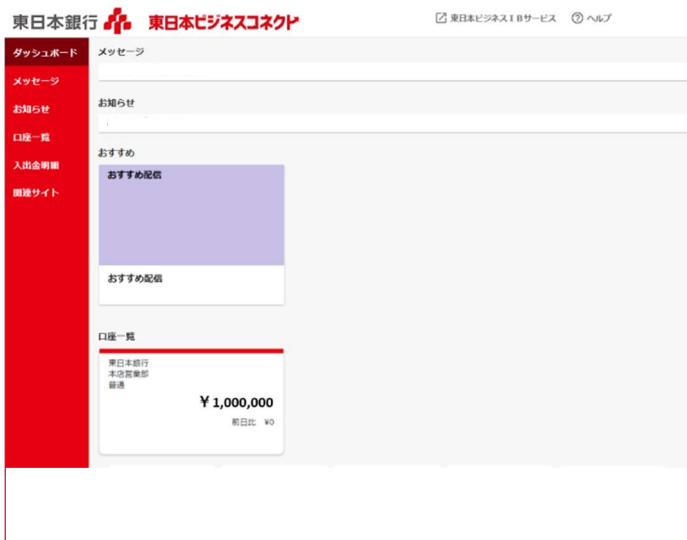 東日本銀行 東日本ビジネスコネクト
東日本ビジネスIBサービス ヘルプ
ダッシュボード
メッセージ
お知らせ
口座一覧
入出金明細
関連サイト
メッセージ
お知らせ
おすすめ
おすすめ配信
おすすめ配信
口座一覧
東日本銀行
本店営業部
普通
¥1,000,000
前日比 ¥0